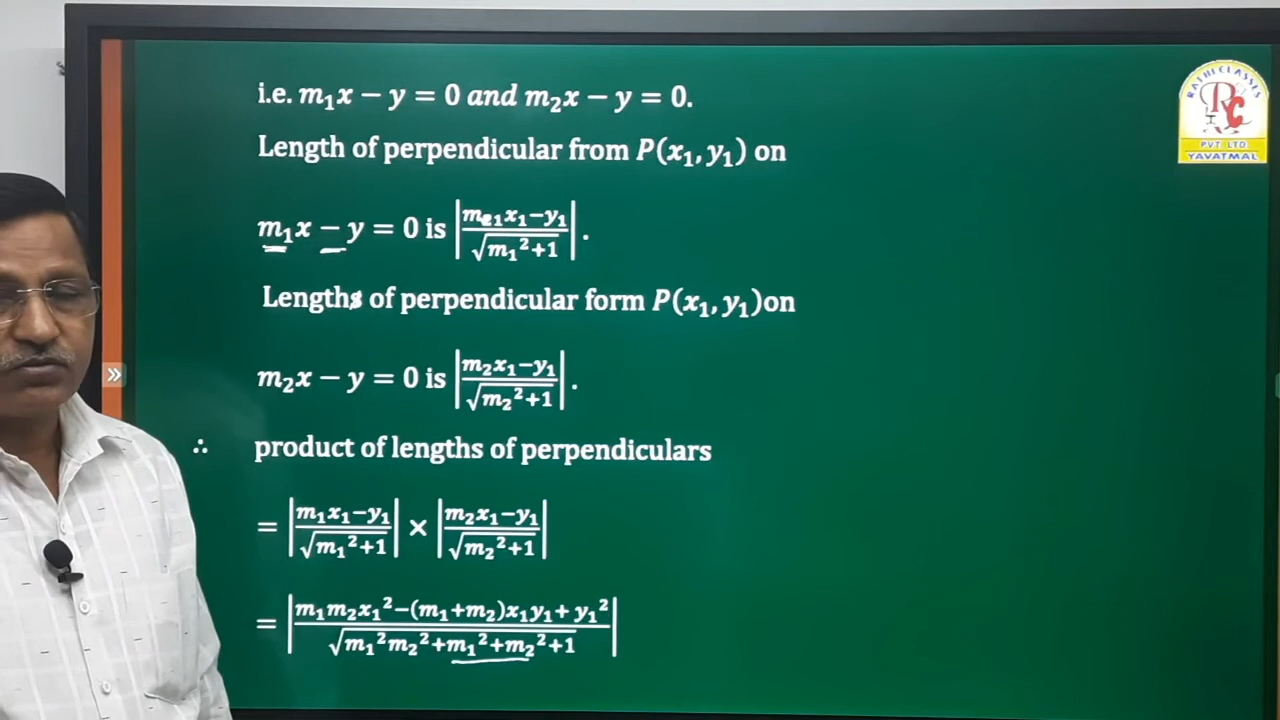 i.e. m₁x − y = 0 and m₂x − y = 0.
Length of perpendicular from P(x₁, y₁) on
m₁x − y = 0 is |m₁x₁−y₁ / √(m₁²+1)|.
Lengths of perpendicular form P(x₁, y₁)on
m₂x − y = 0 is |m₂x₁−y₁ / √(m₂²+1)|.
∴ product of lengths of perpendiculars
= |m₁x₁−y₁ / √(m₁²+1)| × |m₂x₁−y₁ / √(m₂²+1)|
= |m₁m₂x₁²−(m₁+m₂)x₁y₁+ y₁² / √(m₁²m₂²+m₁²+m₂²+1)|
RATHI CLASSES
RC
PVT LTD
YAVATMAL
»